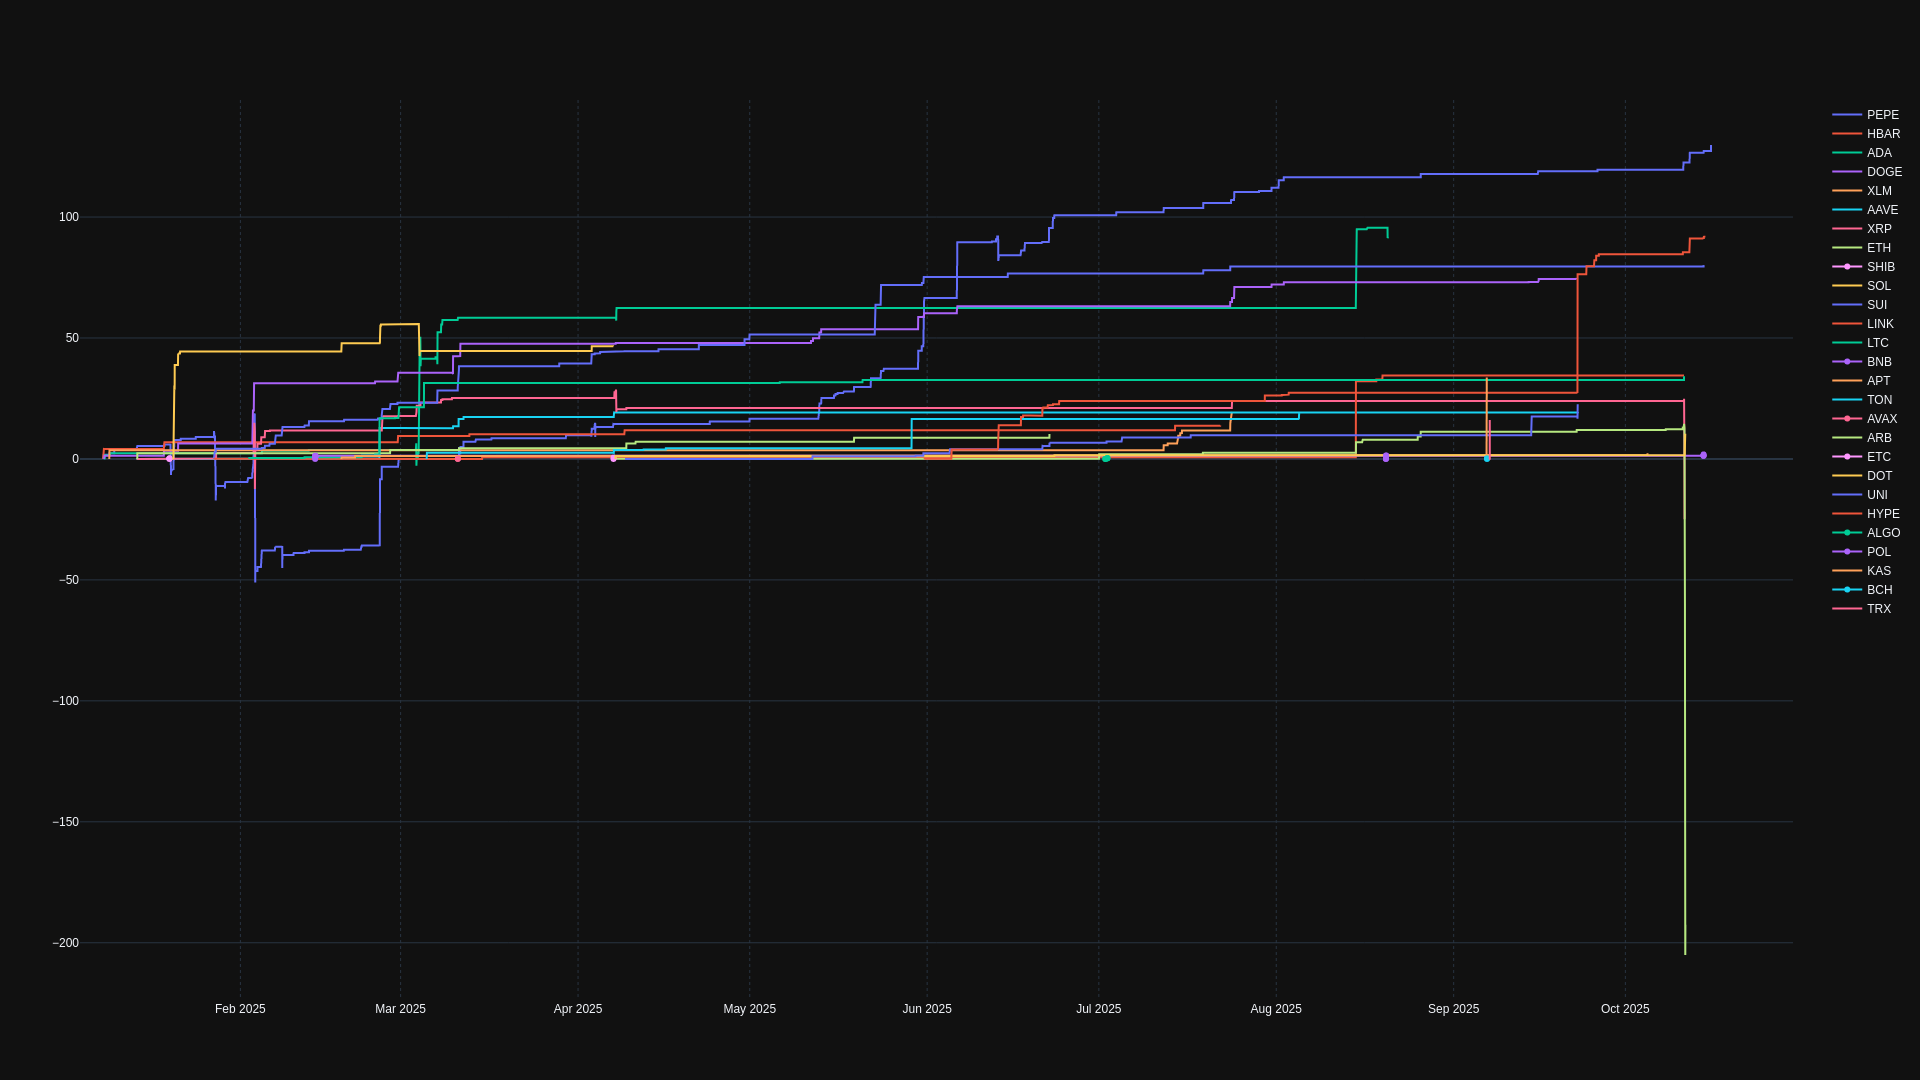 100
50
0
−50
−100
−150
−200
Feb 2025
Mar 2025
Apr 2025
May 2025
Jun 2025
Jul 2025
Aug 2025
Sep 2025
Oct 2025
PEPE
HBAR
ADA
DOGE
XLM
AAVE
XRP
ETH
SHIB
SOL
SUI
LINK
LTC
BNB
APT
TON
AVAX
ARB
ETC
DOT
UNI
HYPE
ALGO
POL
KAS
BCH
TRX